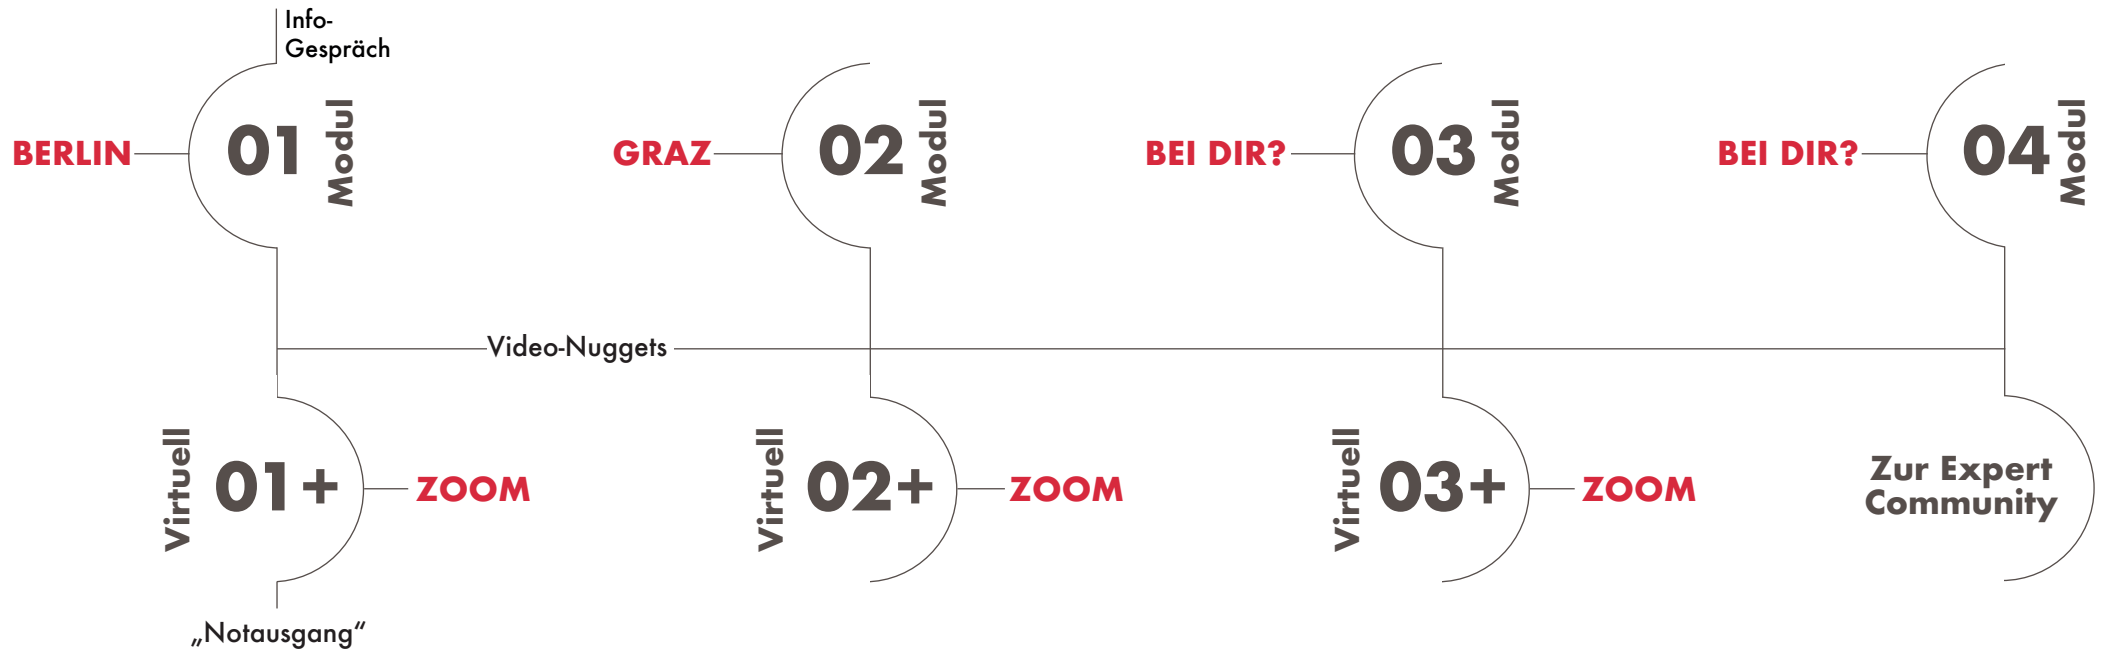 Info-
Gespräch
BERLIN
01
Modul
GRAZ
02
Modul
BEI DIR?
03
Modul
BEI DIR?
04
Modul
Video-Nuggets
Virtuell
01+
ZOOM
Virtuell
02+
ZOOM
Virtuell
03+
ZOOM
Zur Expert
Community
„Notausgang“